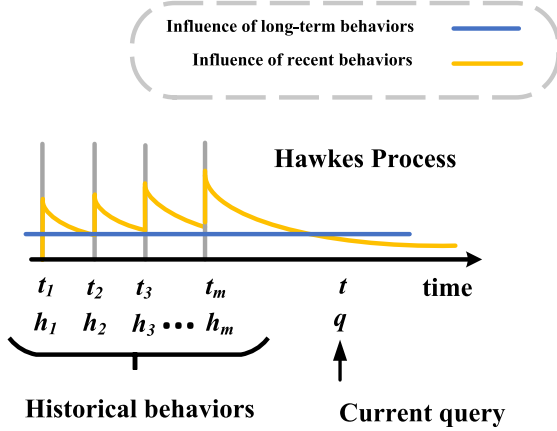 Influence of long-term behaviors
Influence of recent behaviors
Hawkes Process
t1 t2 t3 tm t time
h1 h2 h3 ••• hm q
Historical behaviors Current query